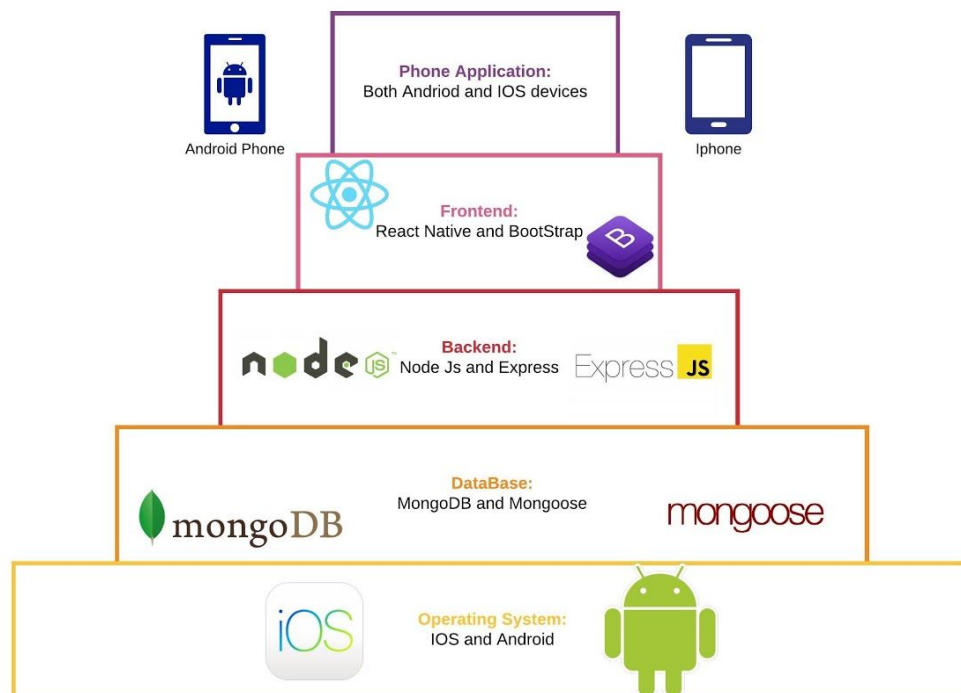 Phone Application:
Both Andriod and IOS devices
Android Phone
Iphone
Frontend:
React Native and BootStrap
B
Backend:
node
JS
™
Node Js and Express
Express
JS
DataBase:
MongoDB and Mongoose
mongoDB
mongoose
iOS
Operating System:
IOS and Android